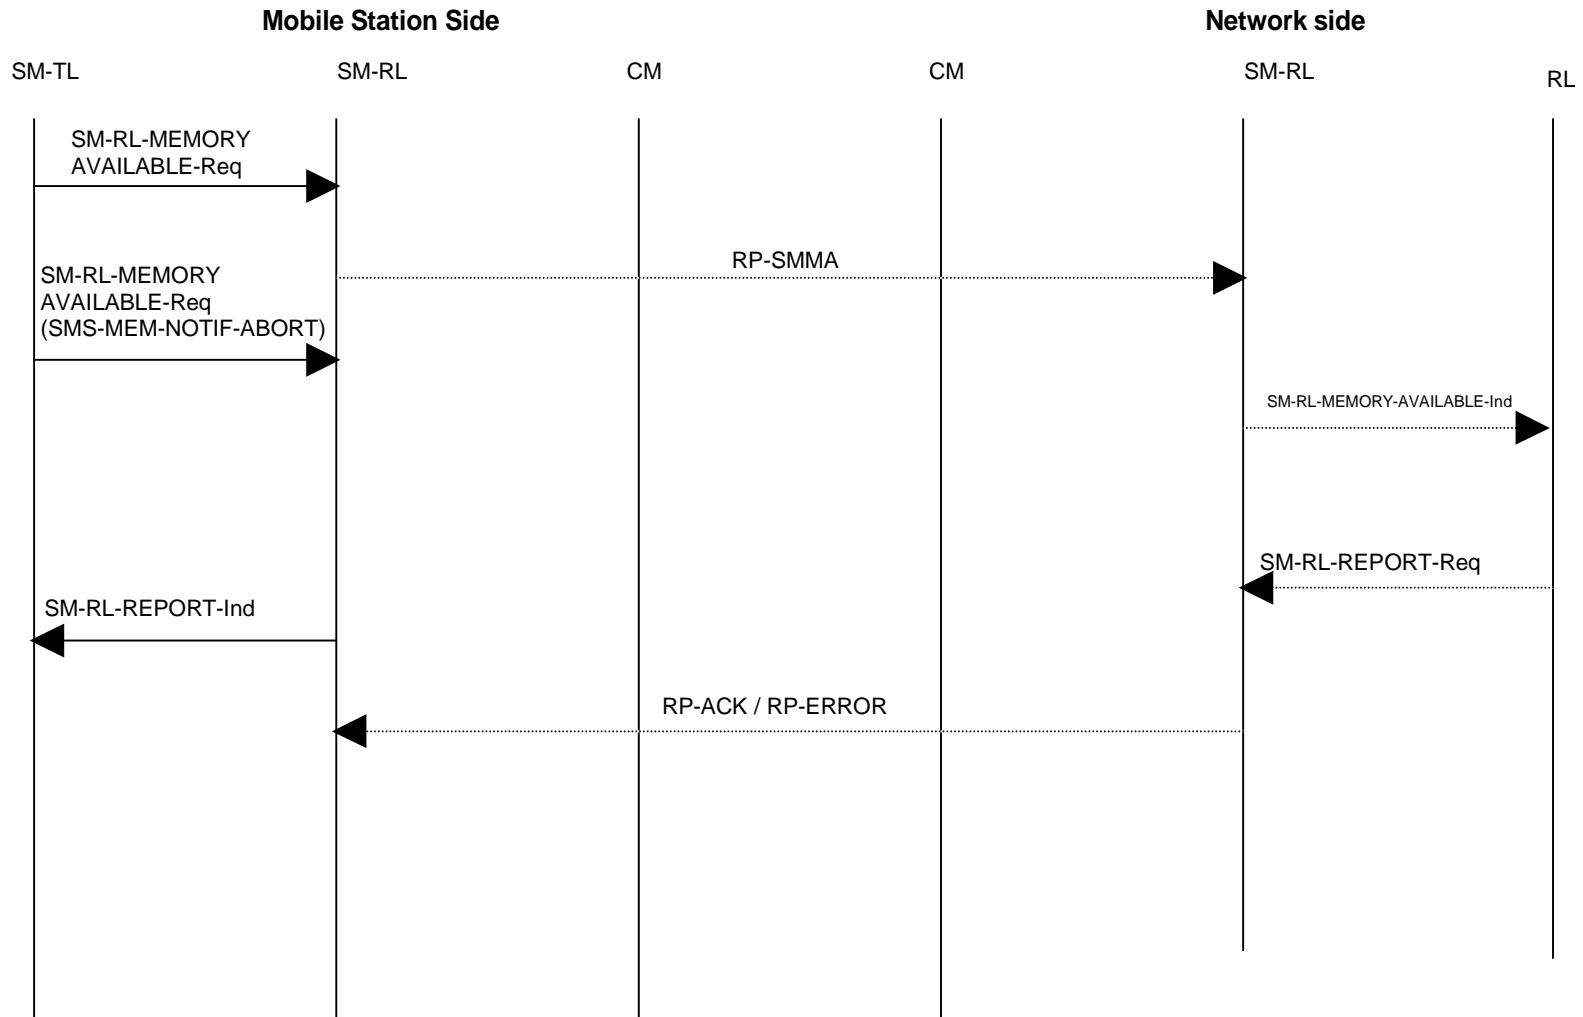 Mobile Station Side
Network side
SM-TL
SM-RL
CM
CM
SM-RL
RL
SM-RL-MEMORY
AVAILABLE-Req
RP-SMMA
SM-RL-MEMORY
AVAILABLE-Req
(SMS-MEM-NOTIF-ABORT)
SM-RL-MEMORY-AVAILABLE-Ind
SM-RL-REPORT-Req
SM-RL-REPORT-Ind
RP-ACK / RP-ERROR